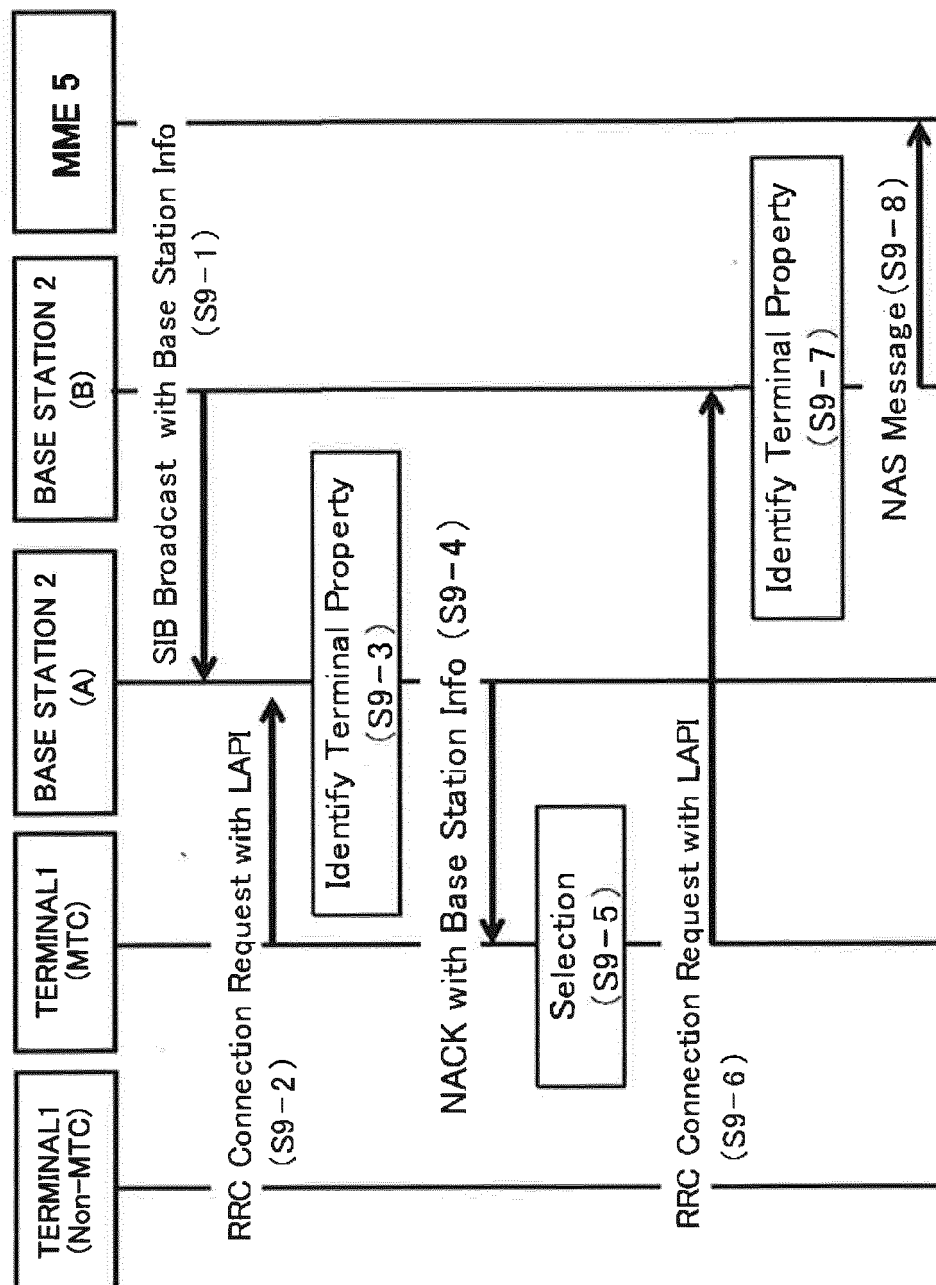 TERMINAL1
(Non-MTC)
TERMINAL1
(MTC)
BASE STATION 2
(A)
BASE STATION 2
(B)
MME 5
SIB Broadcast with Base Station Info
(S9-1)
RRC Connection Request with LAPI
(S9-2)
Identify Terminal Property
(S9-3)
NACK with Base Station Info (S9-4)
Selection
(S9-5)
RRC Connection Request with LAPI
(S9-6)
Identify Terminal Property
(S9-7)
NAS Message (S9-8)